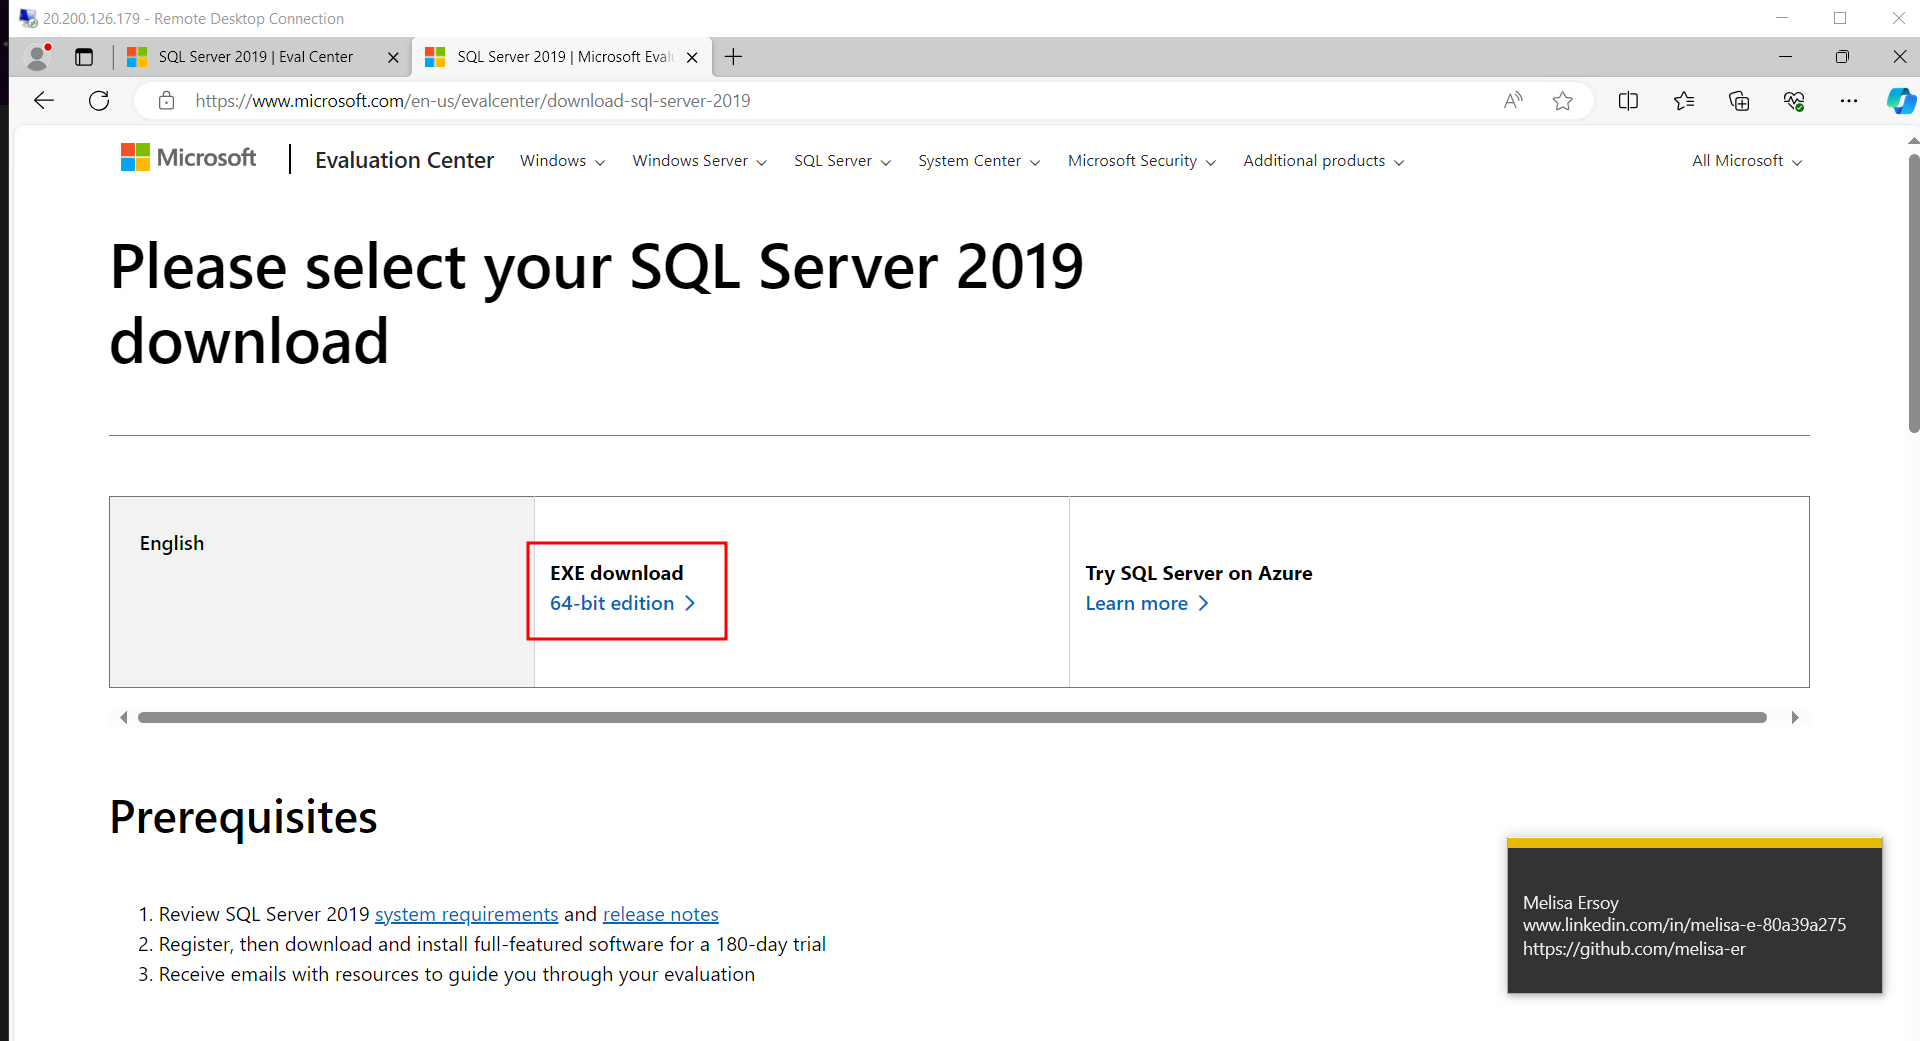 20.200.126.179 - Remote Desktop Connection
SQL Server 2019 | Eval Center
SQL Server 2019 | Microsoft Evalu
https://www.microsoft.com/en-us/evalcenter/download-sql-server-2019
Microsoft
Evaluation Center
Windows
Windows Server
SQL Server
System Center
Microsoft Security
Additional products
All Microsoft
Please select your SQL Server 2019
download
English
EXE download
64-bit edition
Try SQL Server on Azure
Learn more
Prerequisites
1. Review SQL Server 2019 system requirements and release notes
2. Register, then download and install full-featured software for a 180-day trial
3. Receive emails with resources to guide you through your evaluation
Melisa Ersoy
www.linkedin.com/in/melisa-e-80a39a275
https://github.com/melisa-er